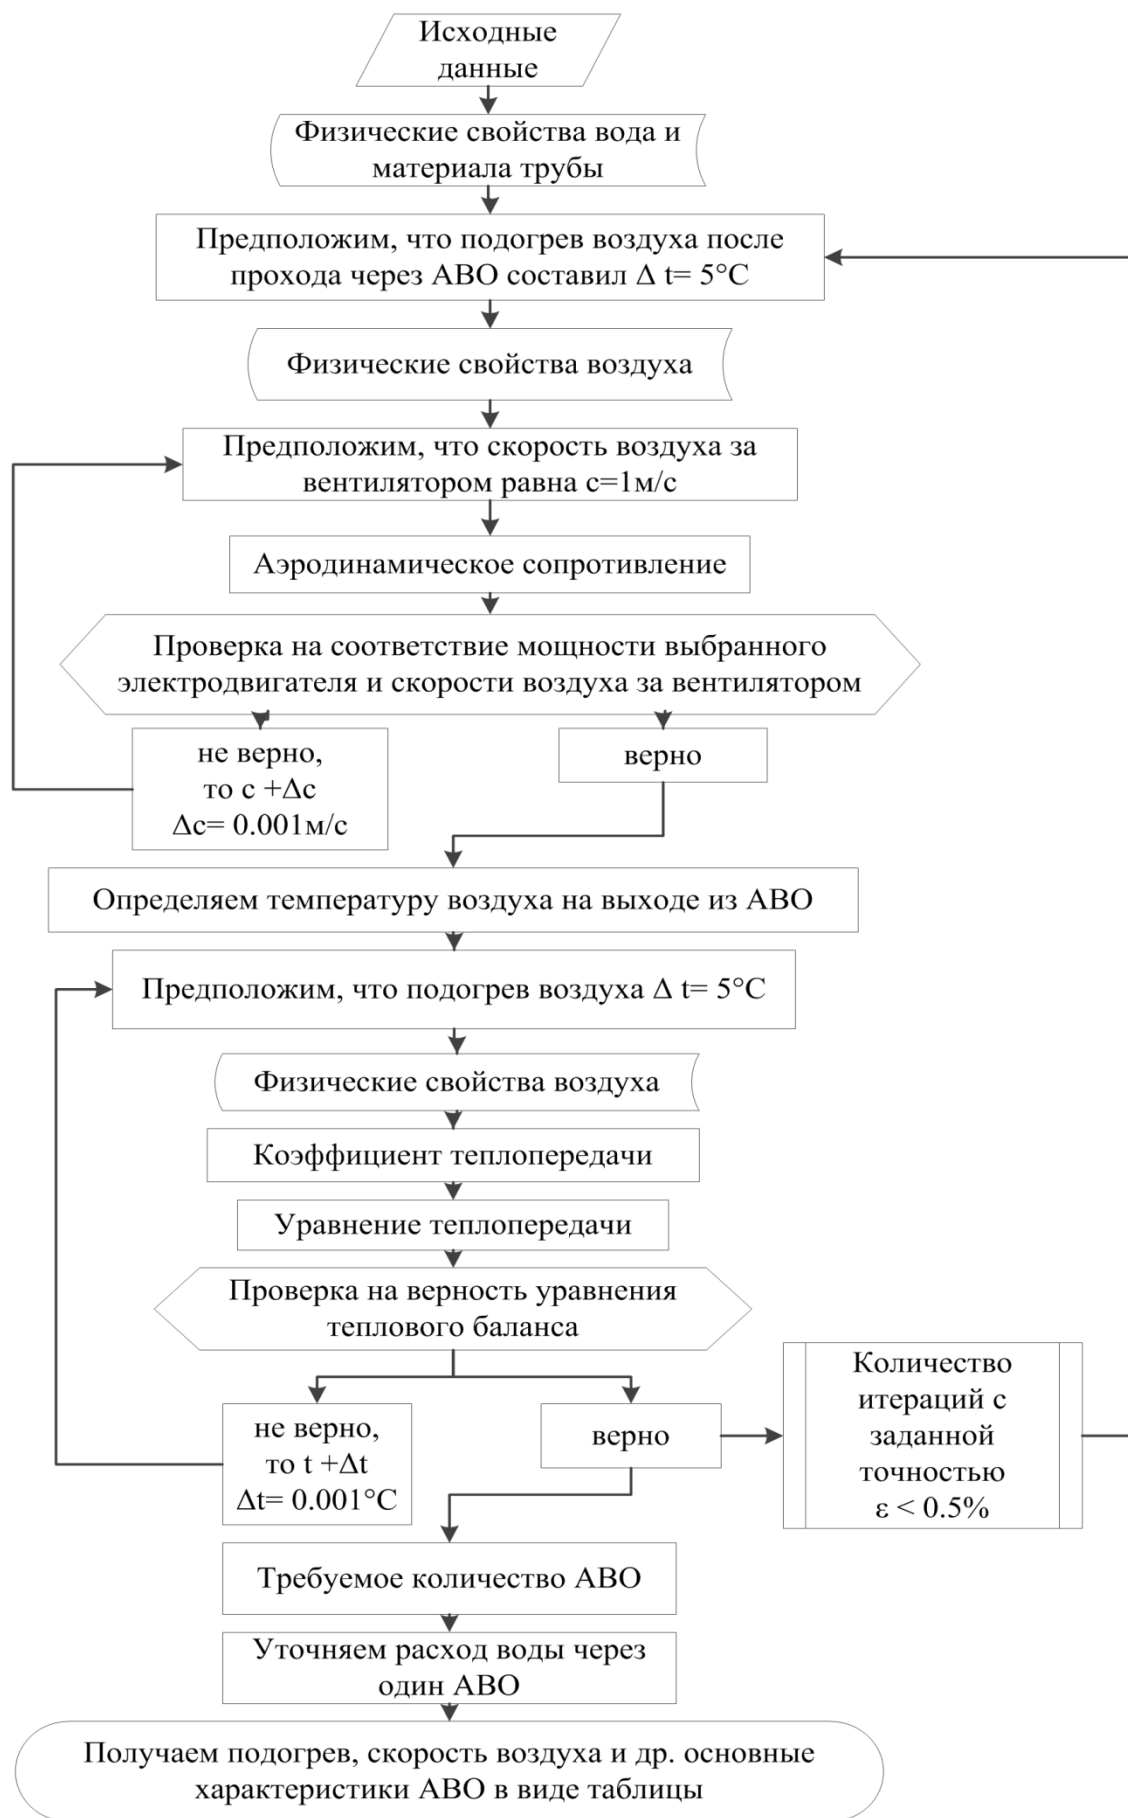 Исходные
данные
Физические свойства вода и
материала трубы
Предположим, что подогрев воздуха после
прохода через АВО составил Δ t= 5°C
Физические свойства воздуха
Предположим, что скорость воздуха за
вентилятором равна с=1м/с
Аэродинамическое сопротивление
Проверка на соответствие мощности выбранного
электродвигателя и скорости воздуха за вентилятором
не верно,
то с +Δс
Δс= 0.001м/с
верно
Определяем температуру воздуха на выходе из АВО
Предположим, что подогрев воздуха Δ t= 5°C
Физические свойства воздуха
Коэффициент теплопередачи
Уравнение теплопередачи
Проверка на верность уравнения
теплового баланса
не верно,
то t +Δt
Δt= 0.001°C
верно
Количество
итераций с
заданной
точностью
ε < 0.5%
Требуемое количество АВО
Уточняем расход воды через
один АВО
Получаем подогрев, скорость воздуха и др. основные
характеристики АВО в виде таблицы